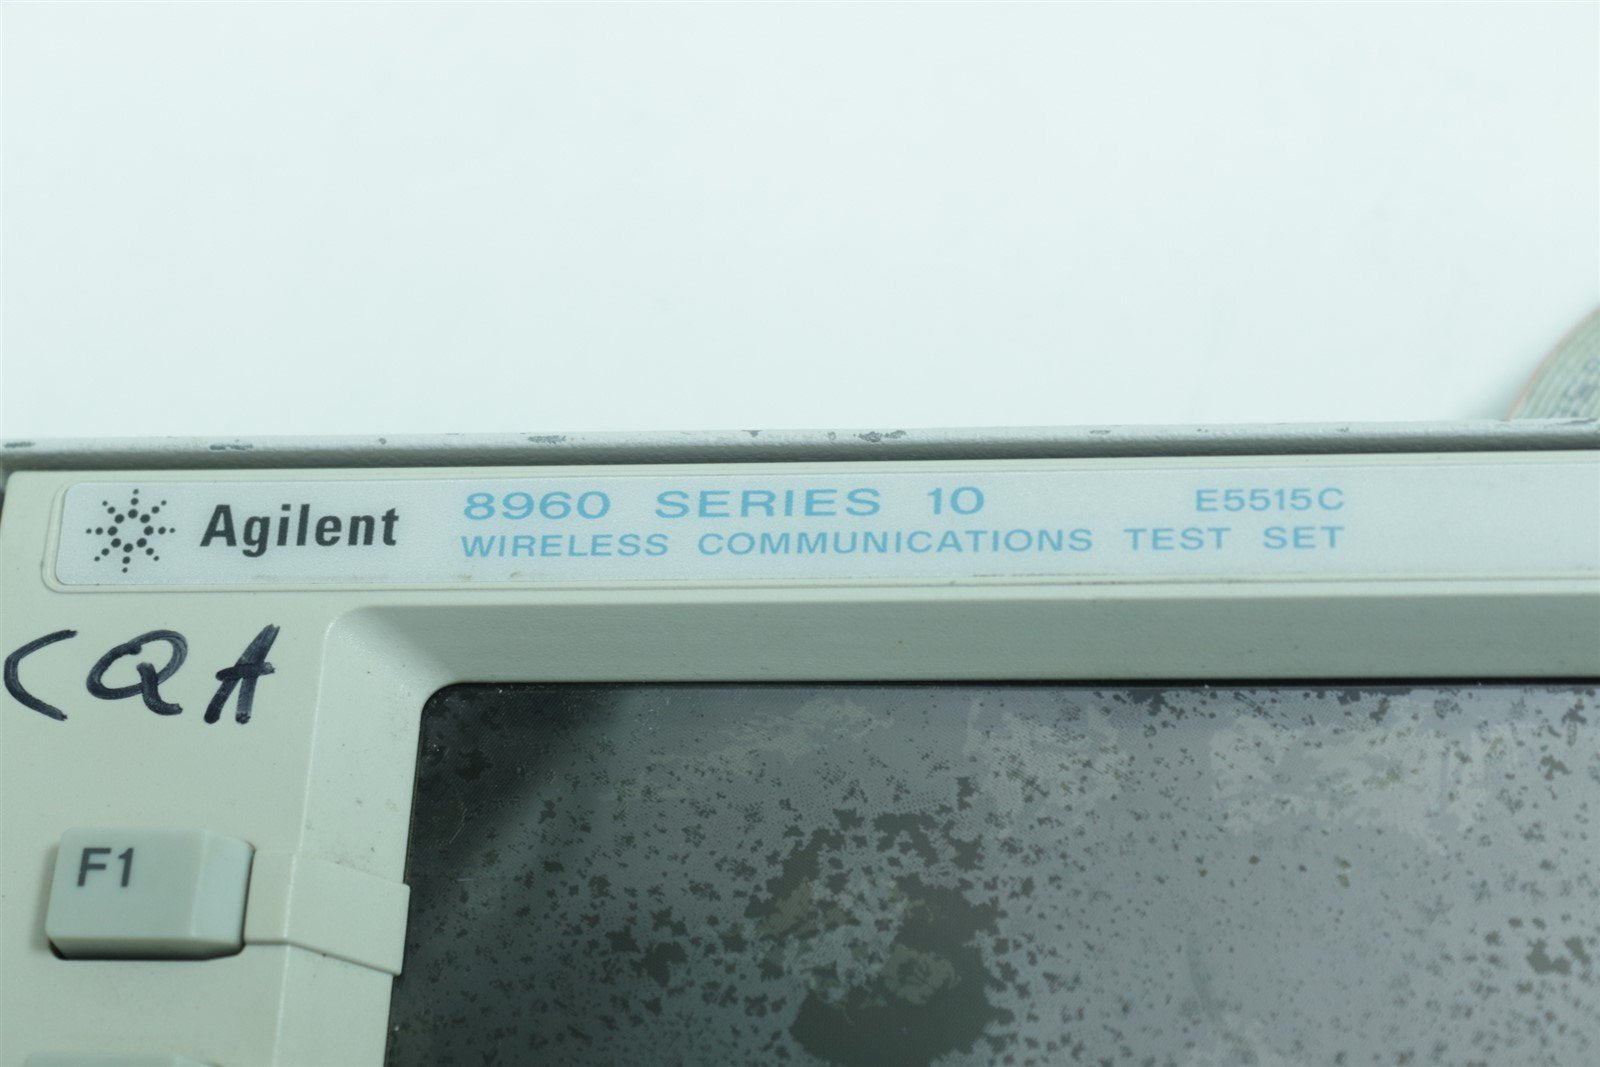 Agilent 8960 SERIES 10 E5515C
WIRELESS COMMUNICATIONS TEST SET
CQA
F1